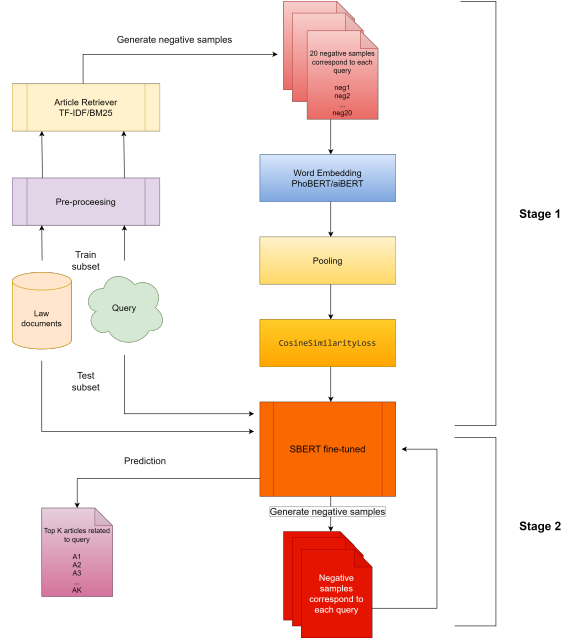 Generate negative samples
20 negative samples
correspond to each
query
neg1
neg2
...
neg20
Article Retriever
TF-IDF/BM25
Word Embedding
PhoBERT/aiBERT
Pre-proceesing
Stage 1
Train
subset
Pooling
Law
documents
Query
CosineSimilarityLoss
Test
subset
SBERT fine-tuned
Prediction
Generate negative samples
Stage 2
Top K articles related
to query
A1
A2
A3
...
AK
Negative
samples
correspond to
each query